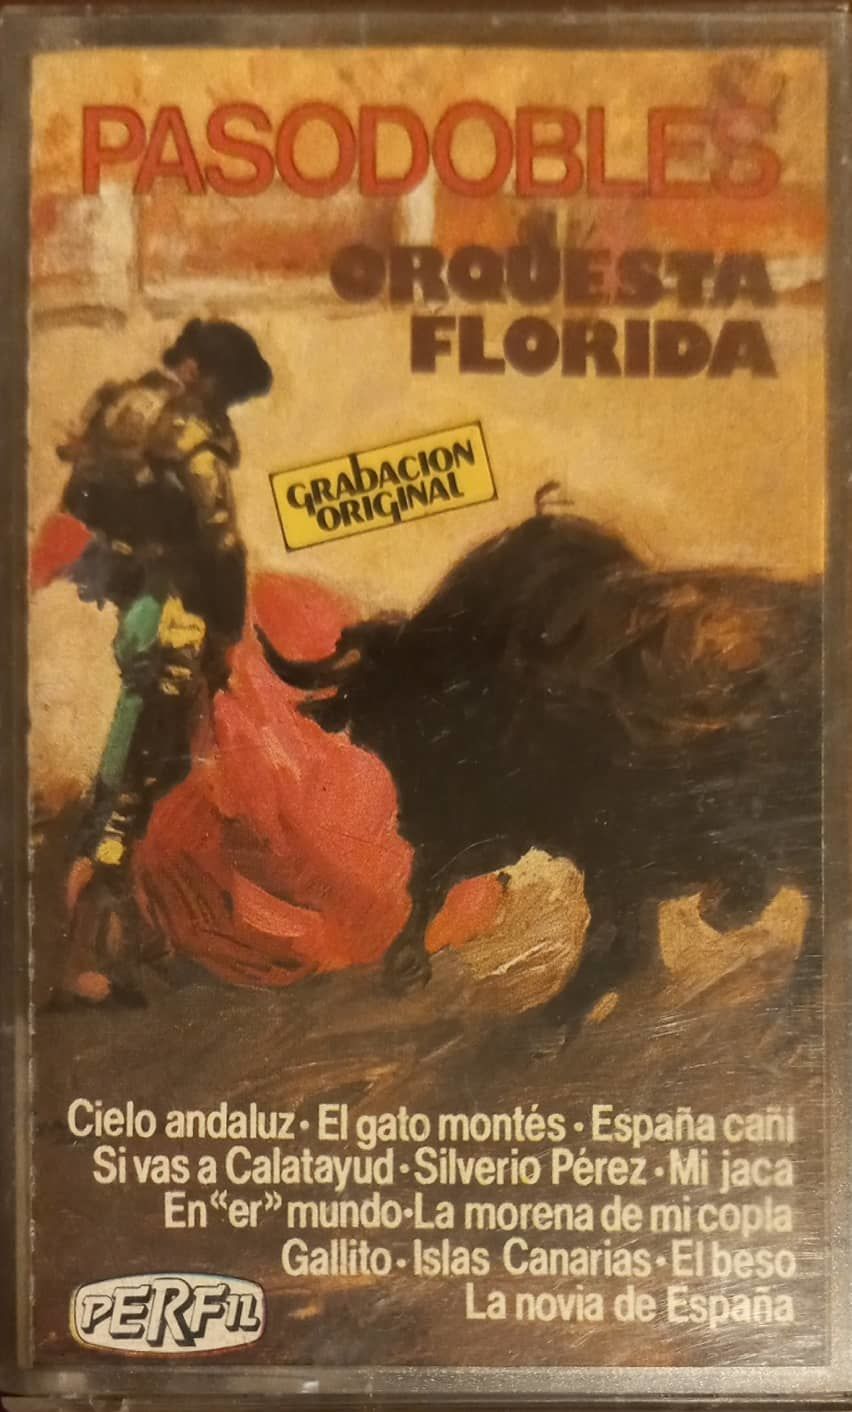 PASODOBLES
ORQUESTA
FLORIDA
GRABACION
ORIGINAL
Cielo andaluz · El gato montés · España cañí
Si vas a Calatayud · Silverio Pérez · Mi jaca
En “er” mundo · La morena de mi copla
Gallito · Islas Canarias · El beso
La novia de España
PERFIL